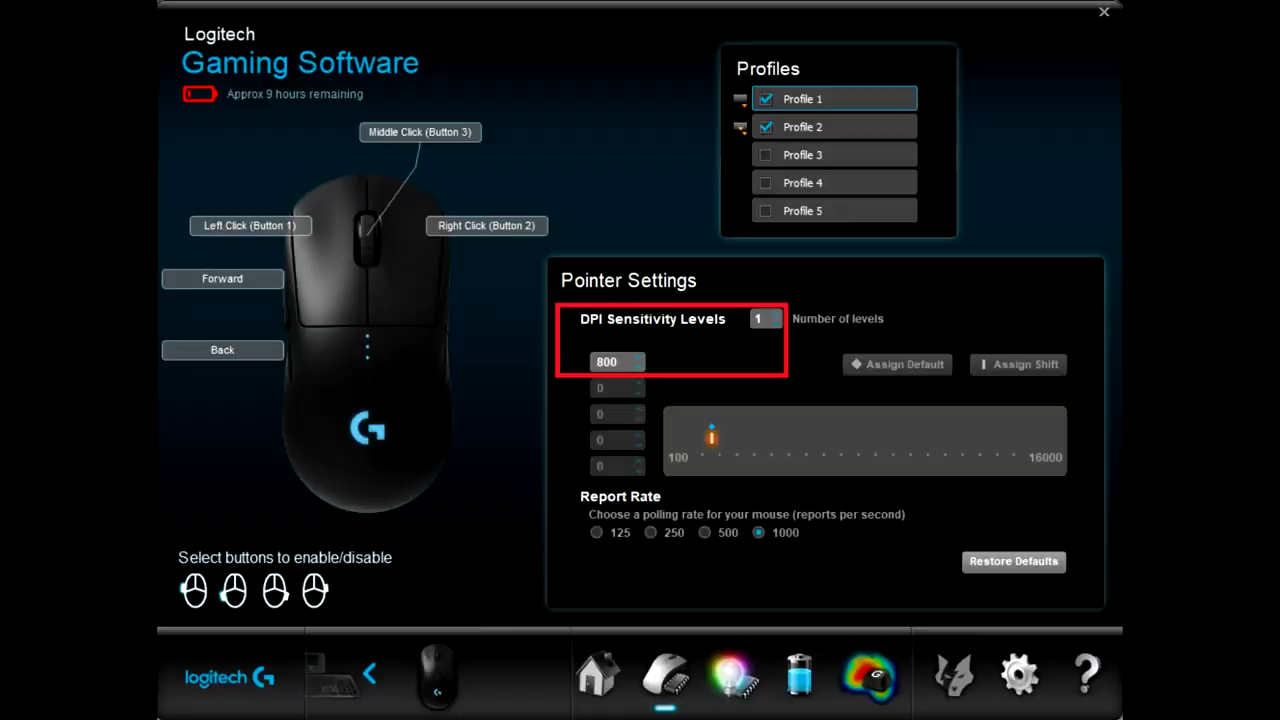 Logitech
Gaming Software
Approx 9 hours remaining
Middle Click (Button 3)
Left Click (Button 1)
Right Click (Button 2)
Forward
Back
Select buttons to enable/disable
Profiles
Profile 1
Profile 2
Profile 3
Profile 4
Profile 5
Pointer Settings
DPI Sensitivity Levels 1 Number of levels
800
Assign Default Assign Shift
0
0
0
0
100 16000
Report Rate
Choose a polling rate for your mouse (reports per second)
125 250 500 1000
Restore Defaults
logitech G